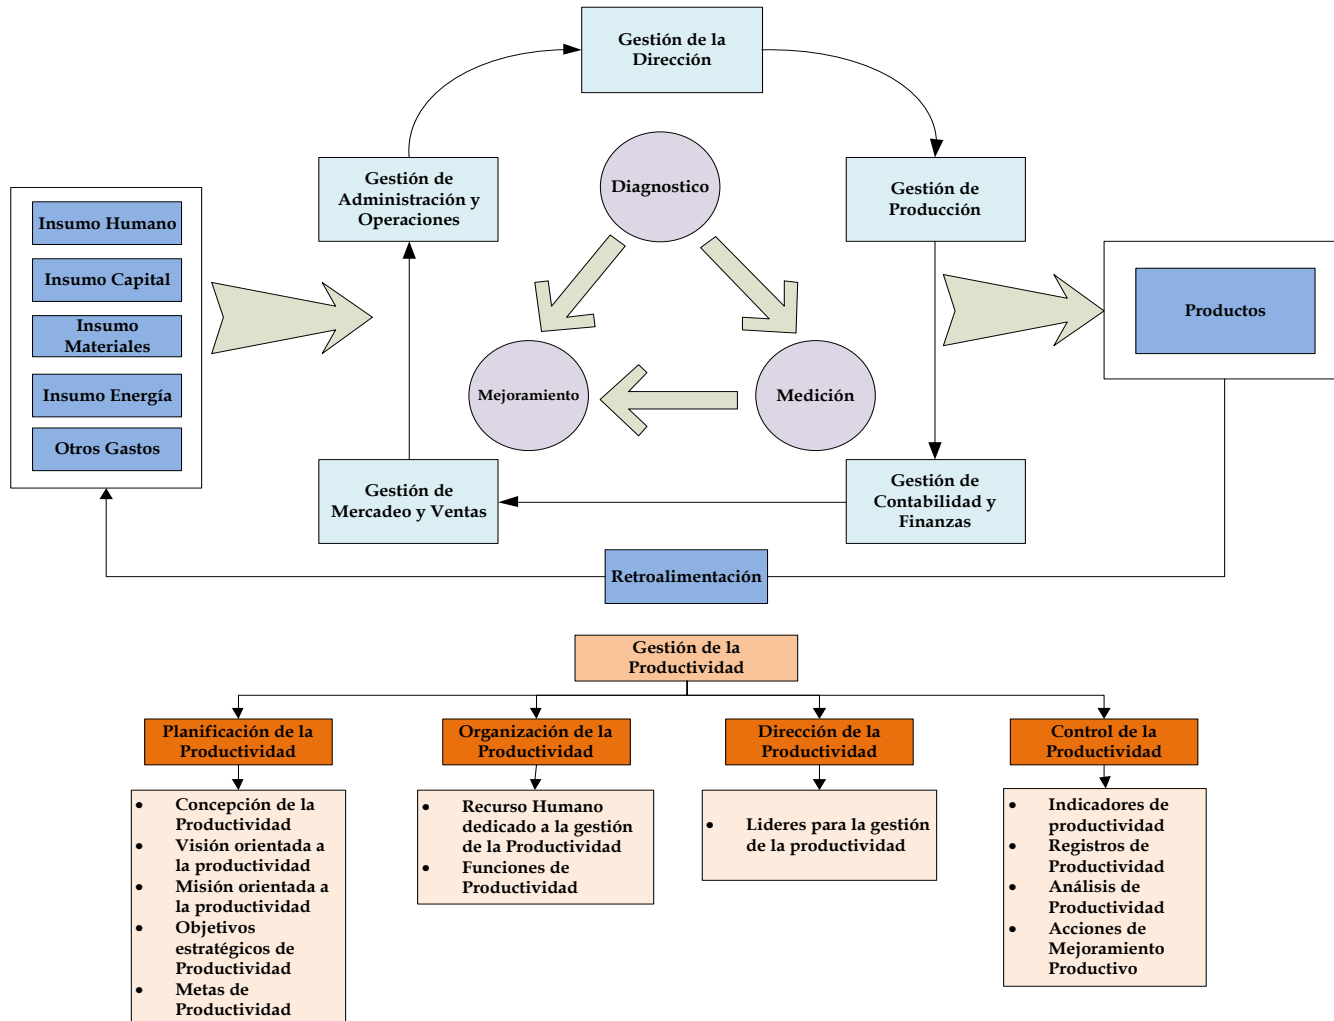 Gestión de la
Dirección
Gestión de
Administración y
Operaciones
Diagnostico
Gestión de
Producción
Insumo Humano
Insumo Capital
Insumo
Materiales
Insumo Energía
Otros Gastos
Productos
Mejoramiento
Medición
Gestión de
Mercadeo y Ventas
Gestión de
Contabilidad y
Finanzas
Retroalimentación
Gestión de la
Productividad
Planificación de la
Productividad
Organización de la
Productividad
Dirección de la
Productividad
Control de la
Productividad
• Concepción de la
Productividad
• Visión orientada a
la productividad
• Misión orientada a
la productividad
• Objetivos
estratégicos de
Productividad
• Metas de
Productividad
• Recurso Humano
dedicado a la gestión
de la Productividad
• Funciones de
Productividad
• Lideres para la gestión
de la productividad
• Indicadores de
productividad
• Registros de
Productividad
• Análisis de
Productividad
• Acciones de
Mejoramiento
Productivo